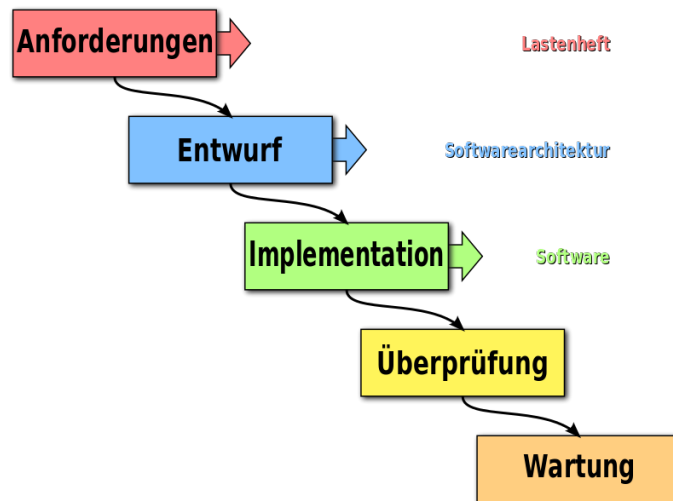 Anforderungen
Lastenheft
Entwurf
Softwarearchitektur
Implementation
Software
Überprüfung
Wartung